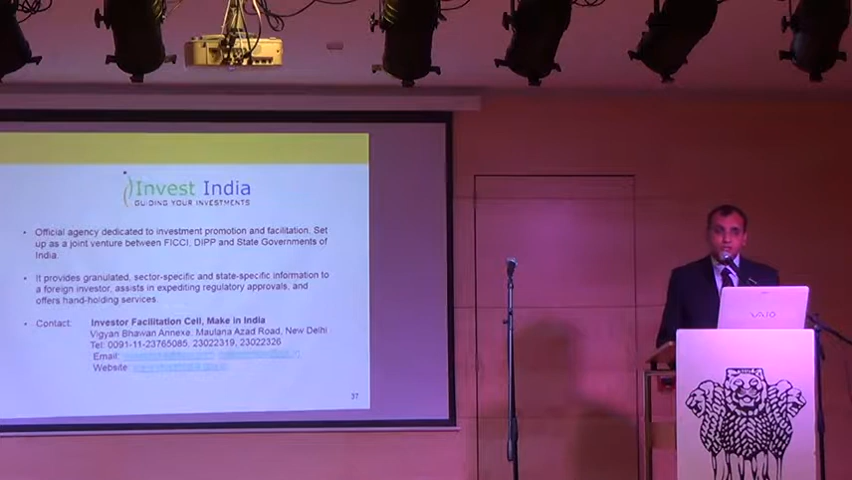 Invest India
GUIDING YOUR INVESTMENTS
• Official agency dedicated to investment promotion and facilitation. Set
up as a joint venture between FICCI, DIPP and State Governments of
India.
• It provides granulated, sector-specific and state-specific information to
a foreign investor, assists in expediting regulatory approvals, and
offers hand-holding services.
• Contact: Investor Facilitation Cell, Make in India
Vigyan Bhawan Annexe, Maulana Azad Road, New Delhi
Tel: 0091-11-23765085, 23022319, 23022326
Email:
Website:
37
VAIO